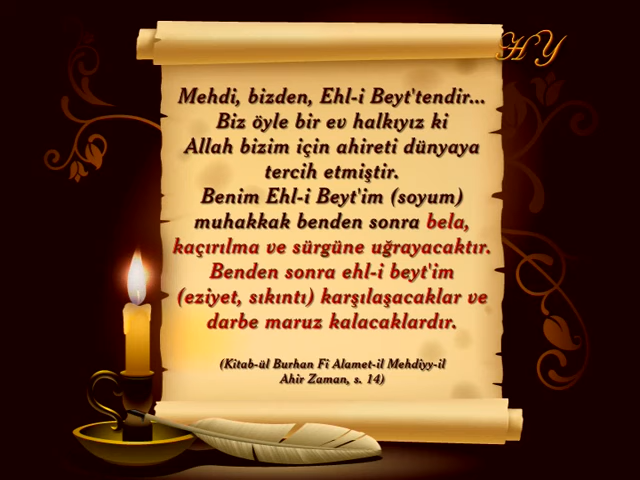 HY
Mehdi, bizden, Ehl-i Beyt'tendir...
Biz öyle bir ev halkıyız ki
Allah bizim için ahireti dünyaya
tercih etmiştir.
Benim Ehl-i Beyt'im (soyum)
muhakkak benden sonra bela,
kaçırılma ve sürgüne uğrayacaktır.
Benden sonra ehl-i beyt'im
(eziyet, sıkıntı) karşılaşacaklar ve
darbe maruz kalacaklardır.
(Kitab-ül Burhan Fi Alamet-il Mehdiyy-il
Ahir Zaman, s. 14)